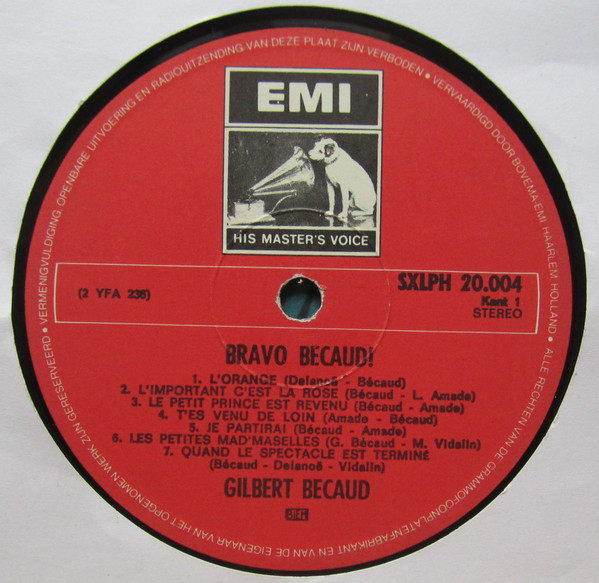 EMI
HIS MASTER'S VOICE
(2 YFA 236)
SXLPH 20.004
Kant 1
STEREO
BRAVO BÉCAUD!
1. L'ORANGE (Delanoë - Bécaud)
2. L'IMPORTANT C'EST LA ROSE (Bécaud - L. Amade)
3. LE PETIT PRINCE EST REVENU (Bécaud - Amade)
4. T'ES VENU DE LOIN (Amade - Bécaud)
5. JE PARTIRAI (Bécaud - Amade)
6. LES PETITES MAD'MASELLES (G. Bécaud - M. Vidalin)
7. QUAND LE SPECTACLE EST TERMINÉ
(Bécaud - Delanoë - Vidalin)
GILBERT BECAUD
• VERVAARDIGD DOOR BOVEMA-EMI HAARLEM HOLLAND • ALLE RECHTEN VAN DE GRAMMOFOONPLATENFABRIKANT EN VAN DE EIGENAAR VAN HET OPGENOMEN WERK ZIJN GERESERVEERD • VERMENIGVULDIGING OPENBARE UITVOERING EN RADIOUITZENDING VAN DEZE PLAAT ZIJN VERBODEN